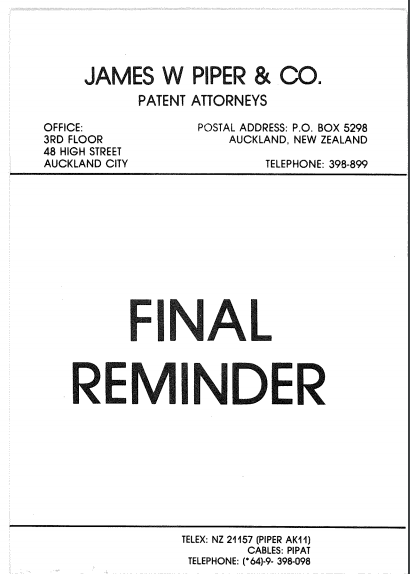 JAMES W PIPER & CO.
PATENT ATTORNEYS
OFFICE:
3RD FLOOR
48 HIGH STREET
AUCKLAND CITY
POSTAL ADDRESS: P.O. BOX 5298
AUCKLAND, NEW ZEALAND
TELEPHONE: 398-899
FINAL
REMINDER
TELEX: NZ 21157 (PIPER AK11)
CABLES: PIPAT
TELEPHONE: (*64)-9- 398-098